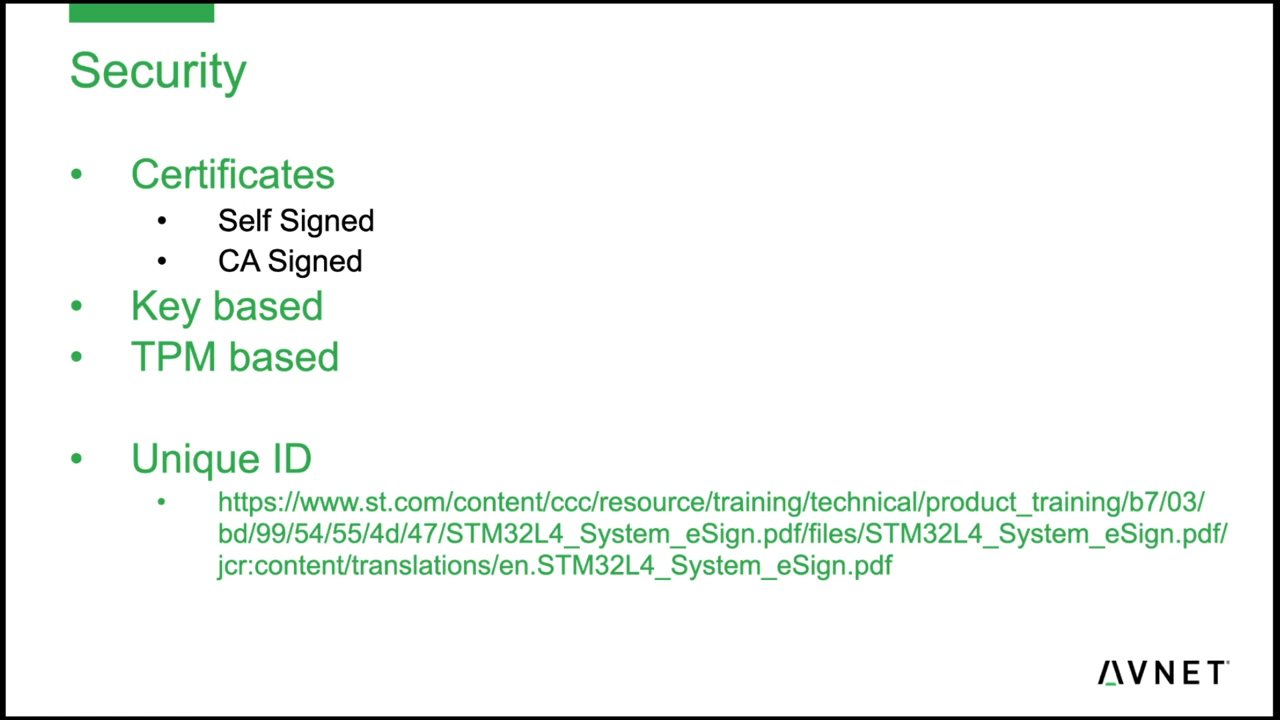 Security
• Certificates
• Self Signed
• CA Signed
• Key based
• TPM based
• Unique ID
• https://www.st.com/content/ccc/resource/training/technical/product_training/b7/03/
bd/99/54/55/4d/47/STM32L4_System_eSign.pdf/files/STM32L4_System_eSign.pdf/
jcr:content/translations/en.STM32L4_System_eSign.pdf
AVNET